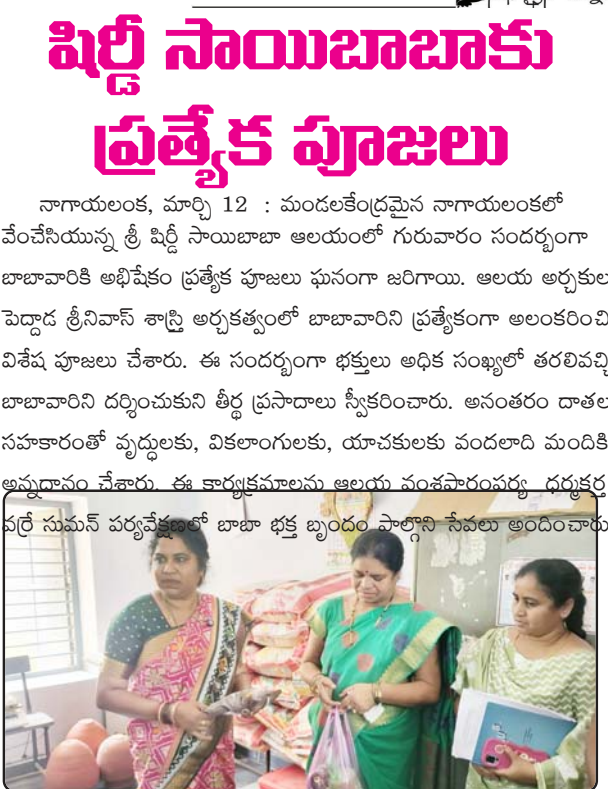 షిర్డీ సాయిబాబాకు
ప్రత్యేక పూజలు
నాగాయలంక, మార్చి 12 : మండలకేంద్రమైన నాగాయలంకలో
వేంచేసియున్న శ్రీ షిర్డీ సాయిబాబా ఆలయంలో గురువారం సందర్భంగా
బాబావారికి అభిషేకం ప్రత్యేక పూజలు ఘనంగా జరిగాయి. ఆలయ అర్చకుల
పెద్దాడ శ్రీనివాస్ శాస్త్రి అర్చకత్వంలో బాబావారిని ప్రత్యేకంగా అలంకరించి
విశేష పూజలు చేశారు. ఈ సందర్భంగా భక్తులు అధిక సంఖ్యలో తరలివచ్చి
బాబావారిని దర్శించుకుని తీర్థ ప్రసాదాలు స్వీకరించారు. అనంతరం దాతల
సహకారంతో వృద్ధులకు, వికలాంగులకు, యాచకులకు వందలాది మందికి
అన్నదానం చేశారు. ఈ కార్యక్రమాలను ఆలయ వంశపారంపర్య ధర్మకర్త
వర్రే సుమన్ పర్యవేక్షణలో బాబా భక్త బృందం పాల్గొని సేవలు అందించారు